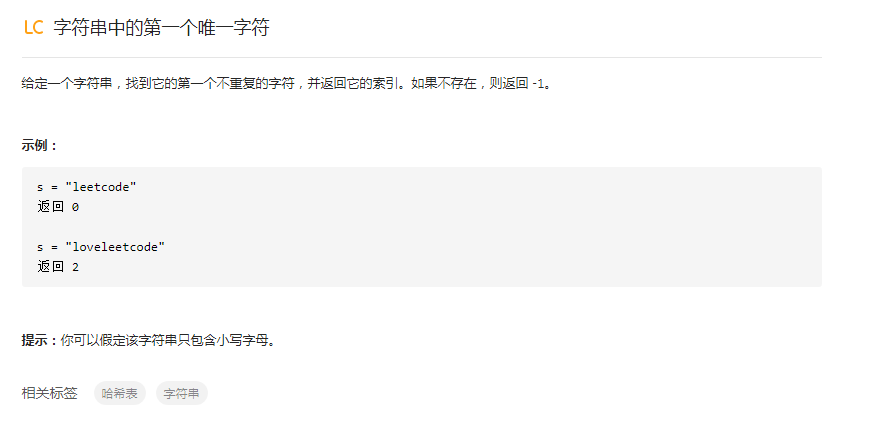 LC 字符串中的第一个唯一字符
给定一个字符串，找到它的第一个不重复的字符，并返回它的索引。如果不存在，则返回 -1。
示例：
s = "leetcode"
返回 0
s = "loveleetcode"
返回 2
提示：你可以假定该字符串只包含小写字母。
相关标签 哈希表 字符串